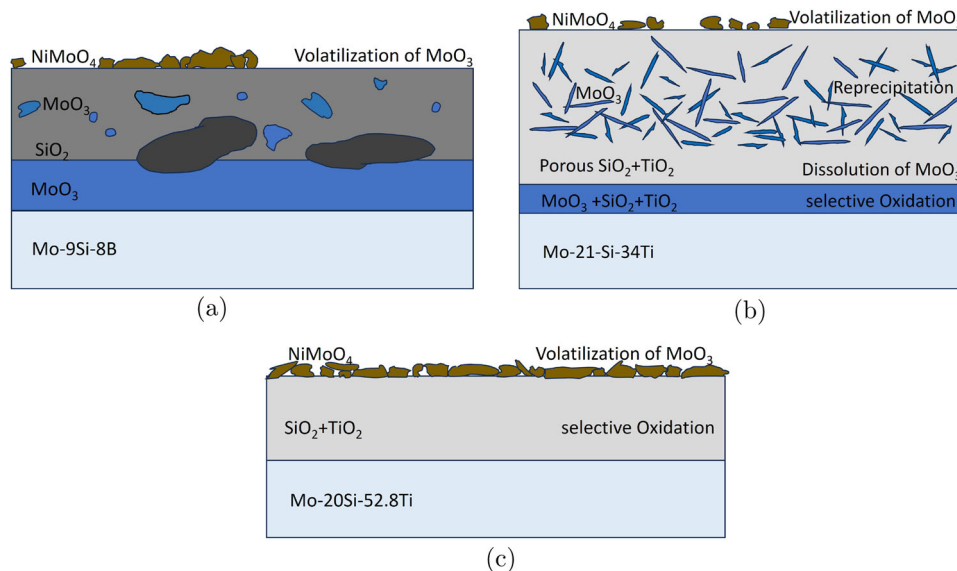 NiMoO₄
Volatilization of MoO₃
MoO₃
SiO₂
MoO₃
Mo-9Si-8B
(a)
NiMoO₄
Volatilization of MoO
MoO₃
Reprecipitation
Porous SiO₂+TiO₂
Dissolution of MoO₃
MoO₃ +SiO₂+TiO₂
selective Oxidation
Mo-21-Si-34Ti
(b)
NiMoO₄
Volatilization of MoO₃
SiO₂+TiO₂
selective Oxidation
Mo-20Si-52.8Ti
(c)